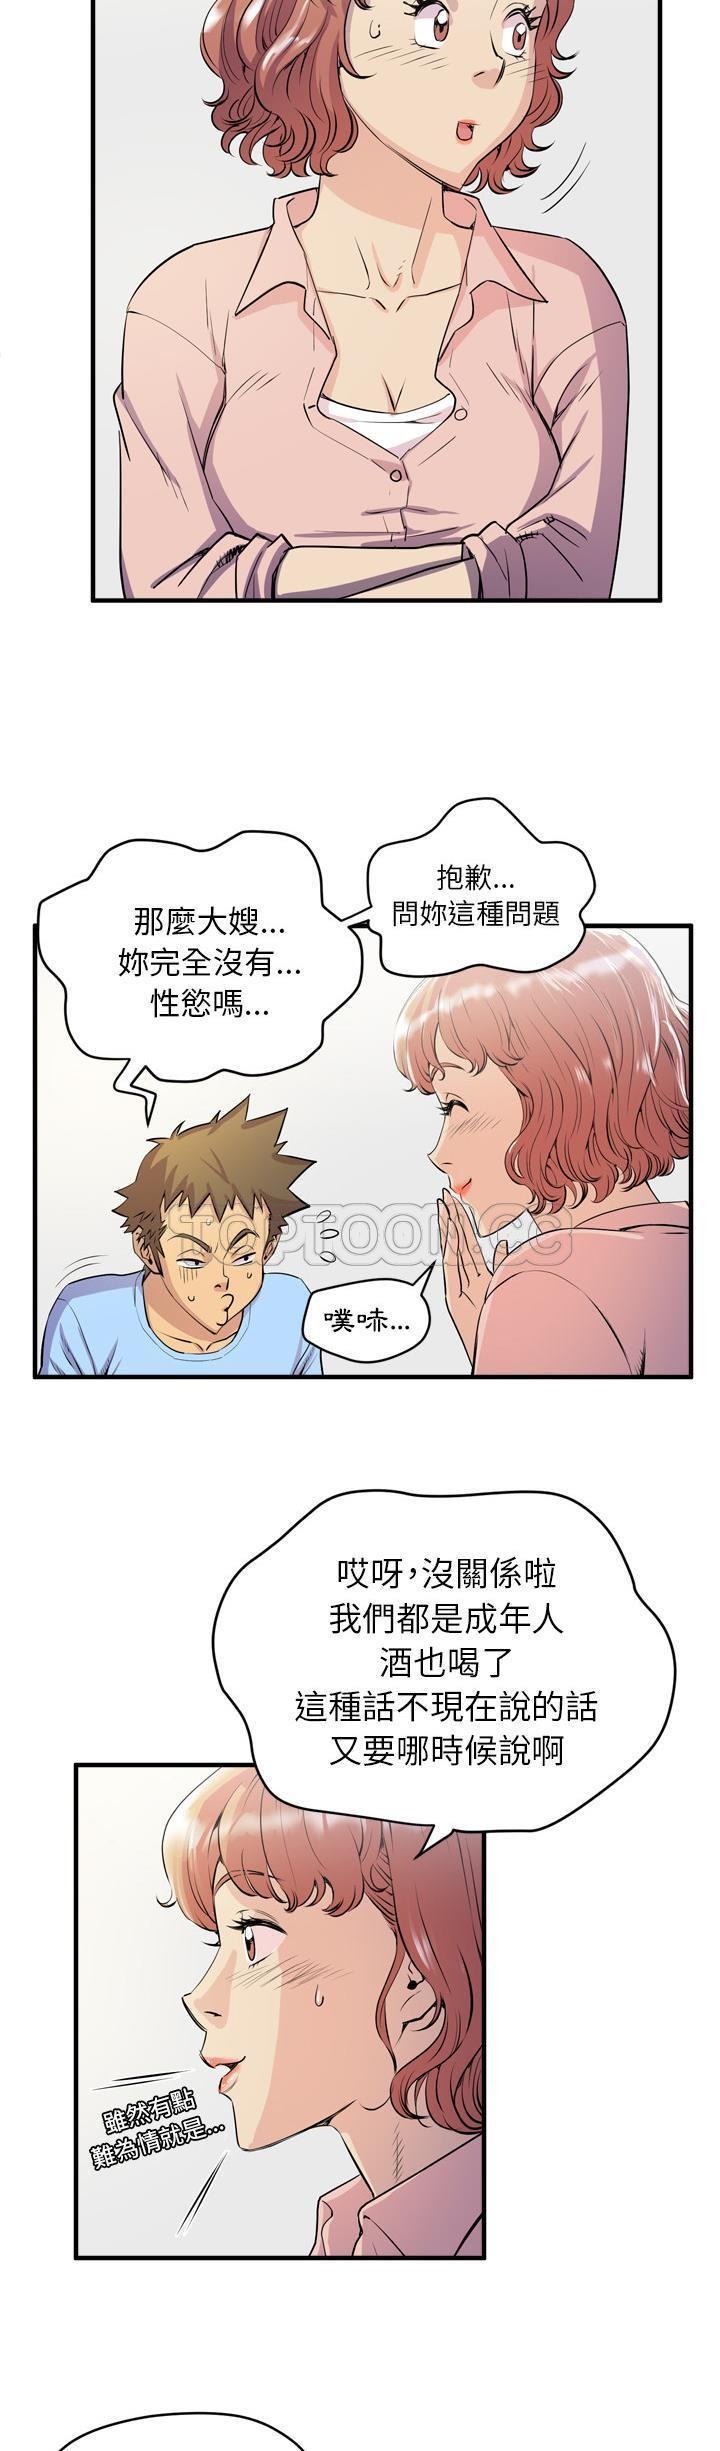 那麼大嫂...
妳完全沒有...
性慾嗎...
抱歉...
問妳這種問題
TOPTOON.CC
噗哧...
哎呀，沒關係啦
我們都是成年人
酒也喝了
這種話不現在說的話
又要哪時候說啊
雖然有點
難為情就是...